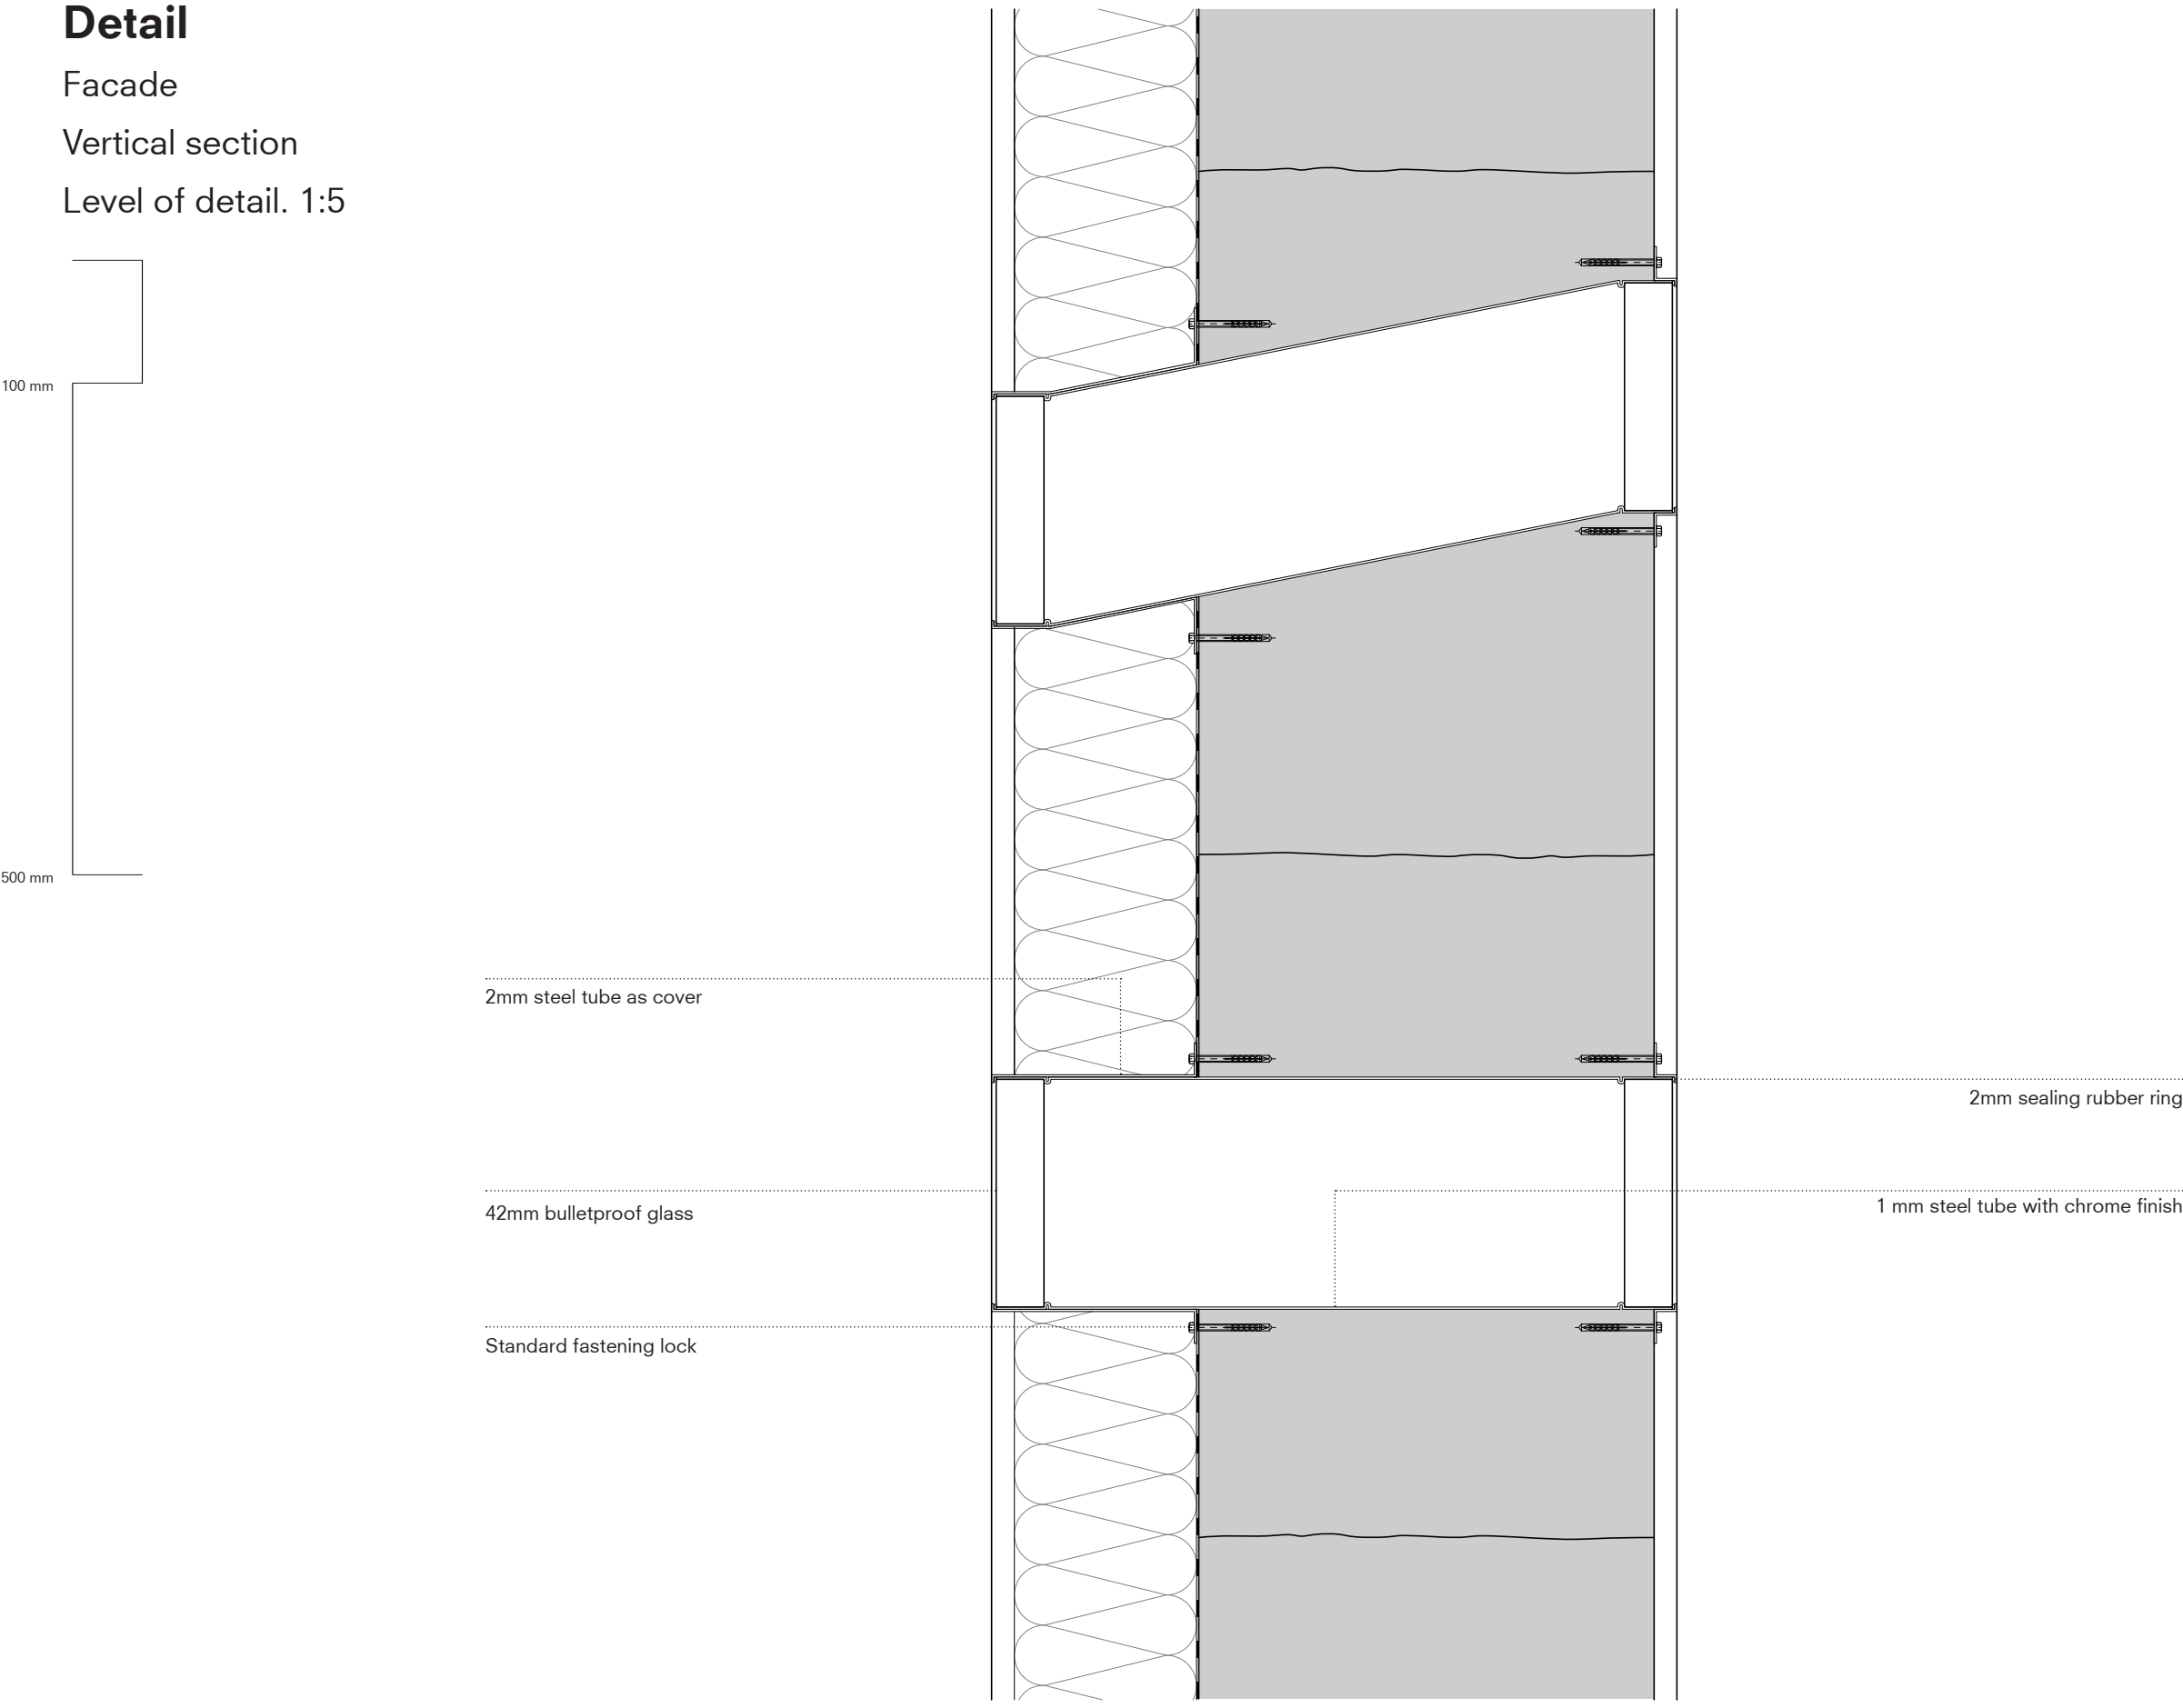 Detail
Facade
Vertical section
Level of detail. 1:5
100 mm
500 mm
2mm steel tube as cover
2mm sealing rubber ring
42mm bulletproof glass
1 mm steel tube with chrome finish
Standard fastening lock